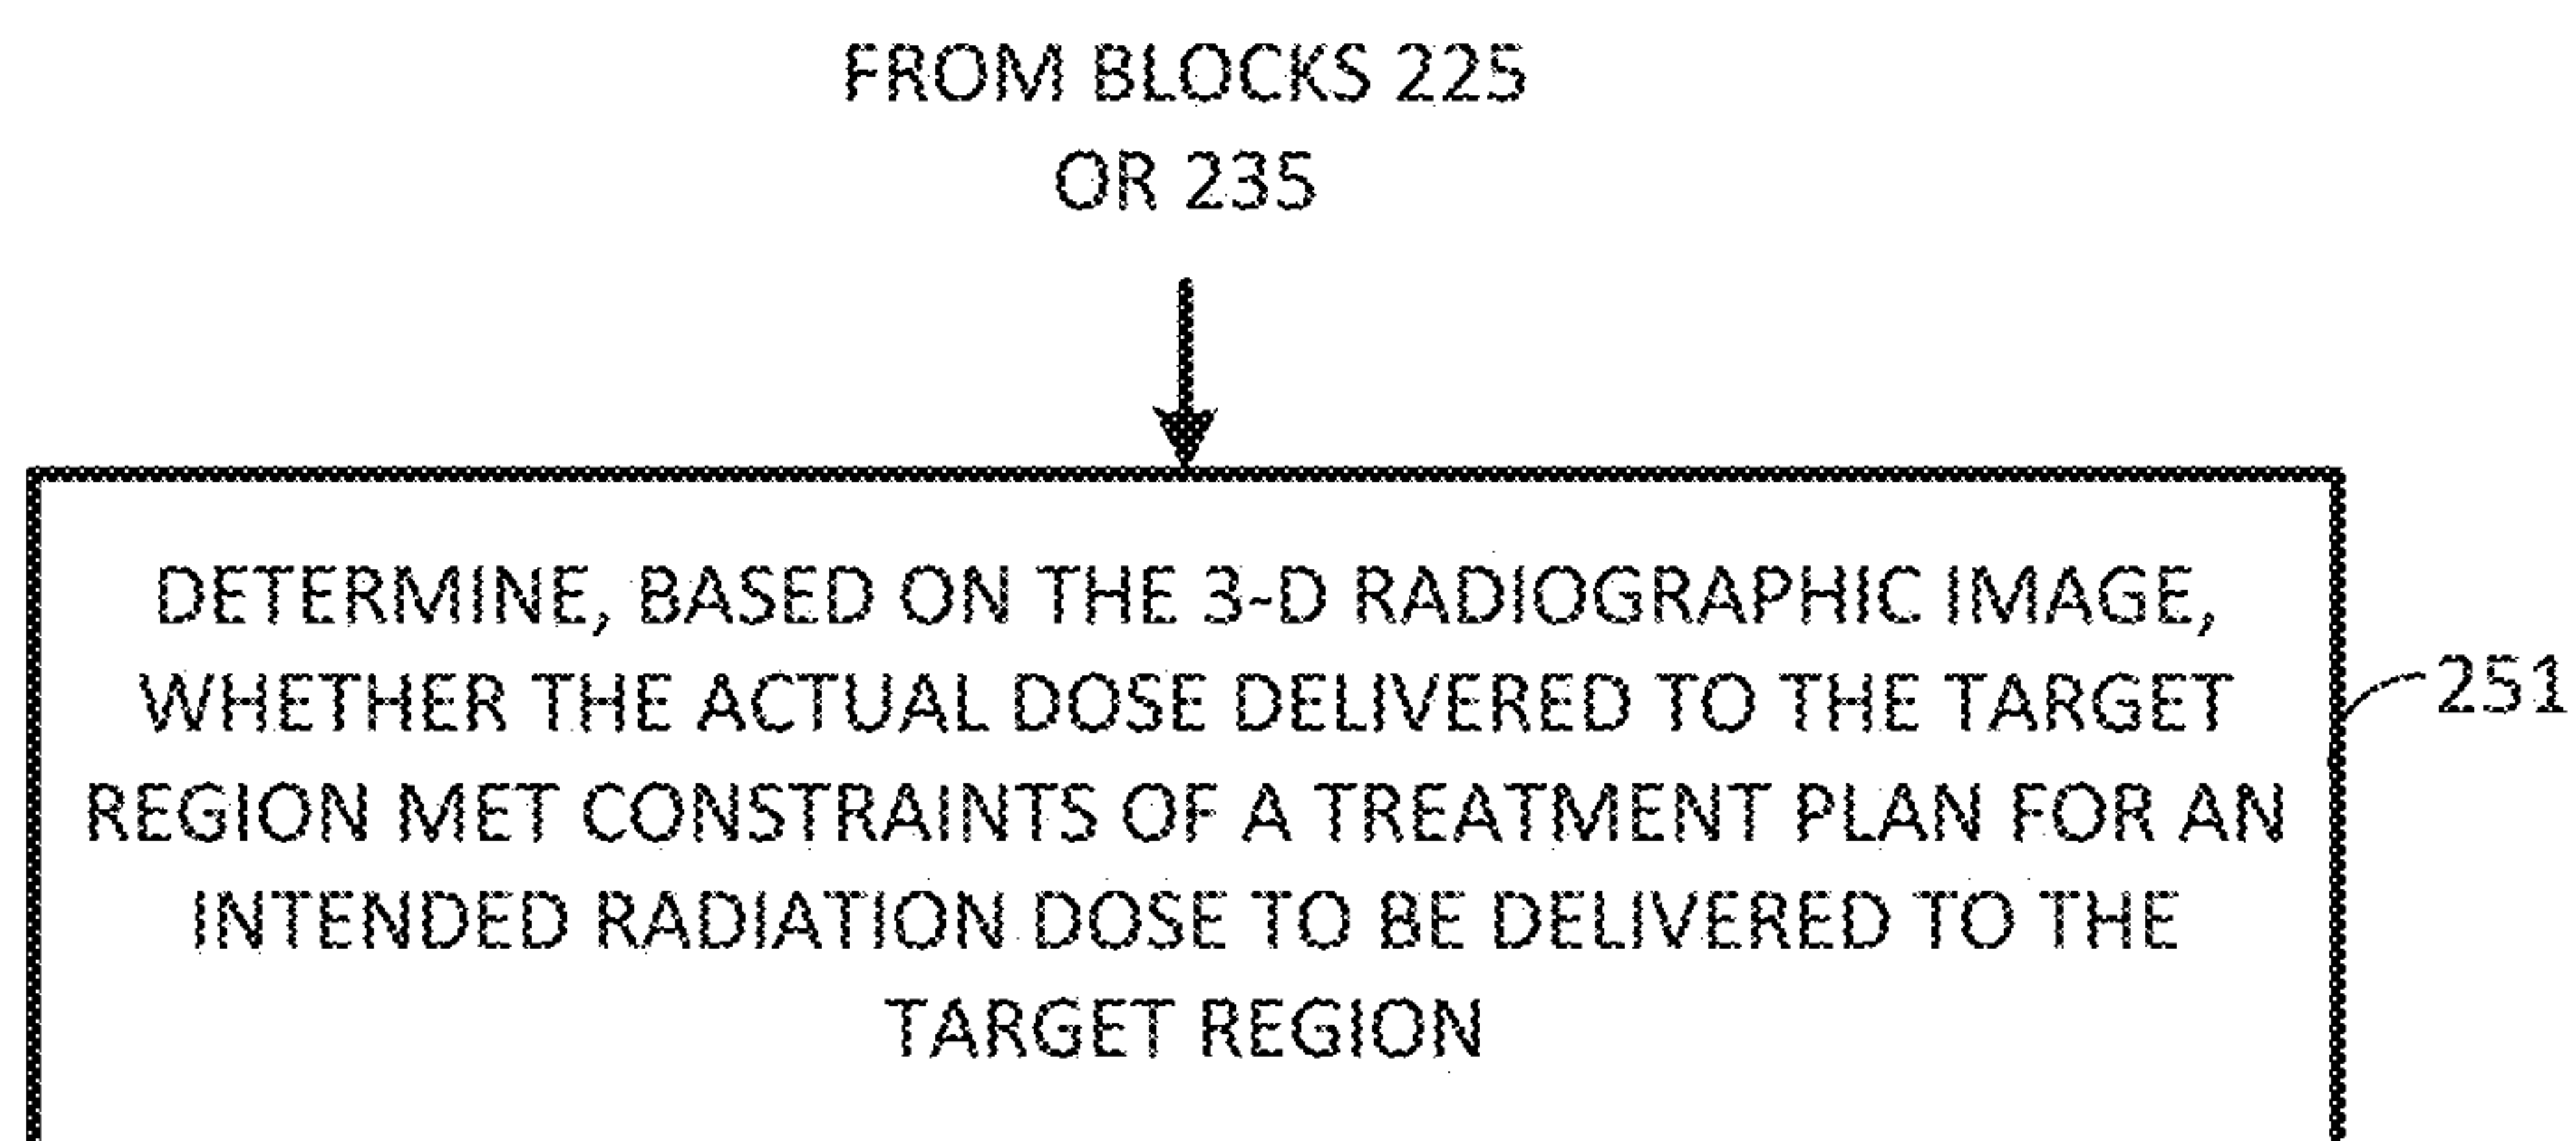 FROM BLOCKS 225
OR 235
DETERMINE, BASED ON THE 3-D RADIOGRAPHIC IMAGE,
WHETHER THE ACTUAL DOSE DELIVERED TO THE TARGET
REGION MET CONSTRAINTS OF A TREATMENT PLAN FOR AN
INTENDED RADIATION DOSE TO BE DELIVERED TO THE
TARGET REGION
251